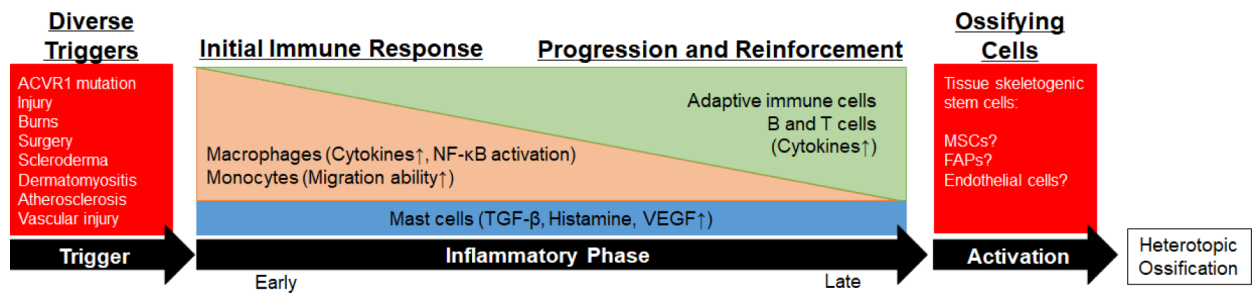 Diverse
Triggers
ACVR1 mutation
Injury
Burns
Surgery
Scleroderma
Dermatomyositis
Atherosclerosis
Vascular injury
Trigger
Initial Immune Response
Progression and Reinforcement
Adaptive immune cells
B and T cells
(Cytokines↑)
Macrophages (Cytokines↑, NF-κB activation)
Monocytes (Migration ability↑)
Mast cells (TGF-β, Histamine, VEGF↑)
Inflammatory Phase
Early
Late
Ossifying
Cells
Tissue skeletogenic
stem cells:
MSCs?
FAPs?
Endothelial cells?
Activation
Heterotopic
Ossification